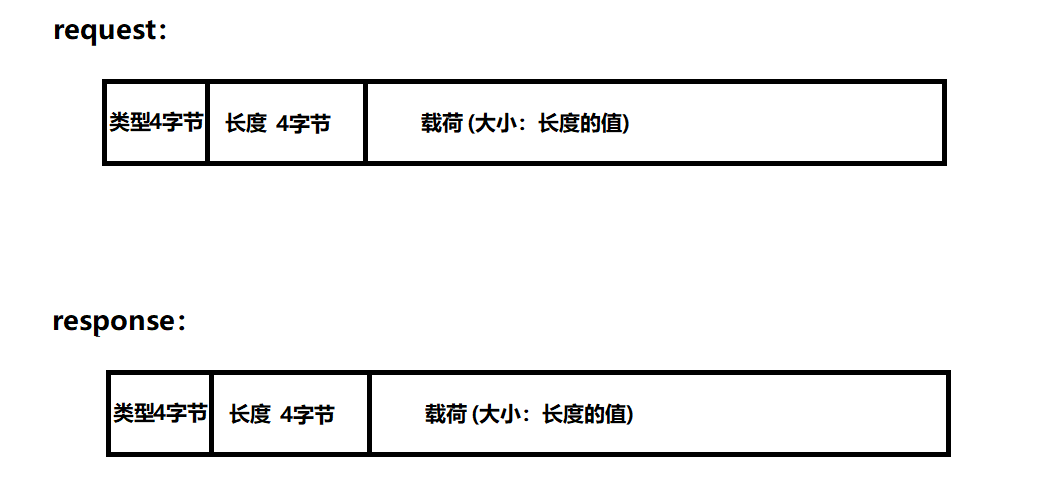 request：
类型4字节 长度 4字节 载荷 (大小：长度的值)
response：
类型4字节 长度 4字节 载荷 (大小：长度的值)